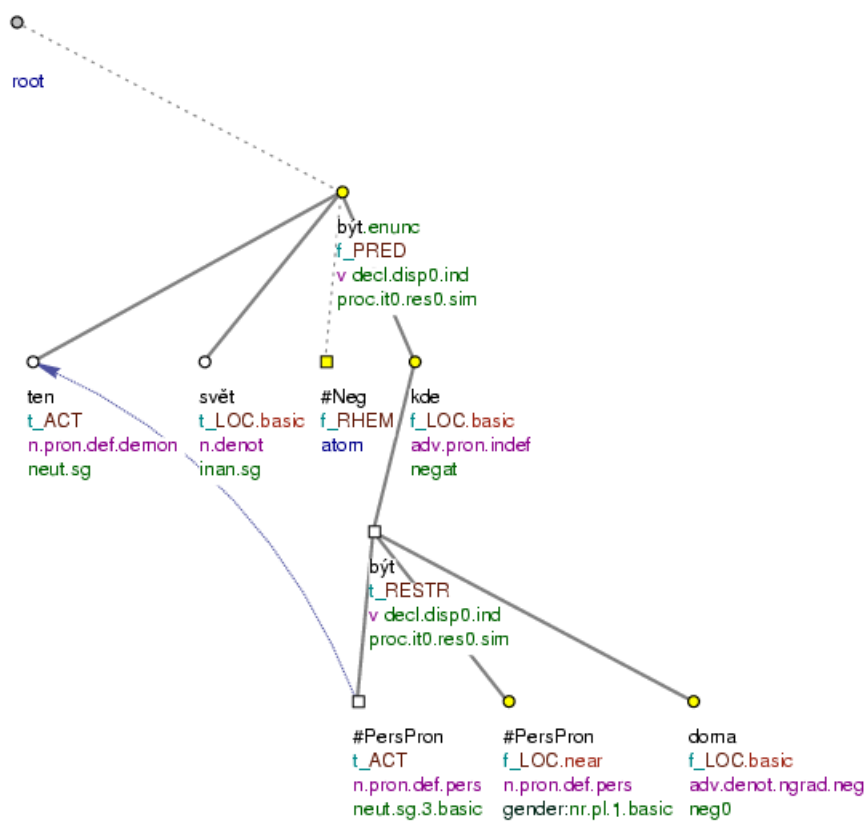 root
být.enunc
f_PRED
v decl.disp0.ind
proc.it0.res0.sim
ten
t_ACT
n.pron.def.demon
neut.sg
svět
t_LOC.basic
n.denot
inan.sg
#Neg
f_RHEM
atom
kde
f_LOC.basic
adv.pron.indef
negat
být
t_RESTR
v decl.disp0.ind
proc.it0.res0.sim
#PersPron
t_ACT
n.pron.def.pers
neut.sg.3.basic
#PersPron
f_LOC.near
n.pron.def.pers
gender:nr.pl.1.basic
doma
f_LOC.basic
adv.denot.ngrad.neg
neg0